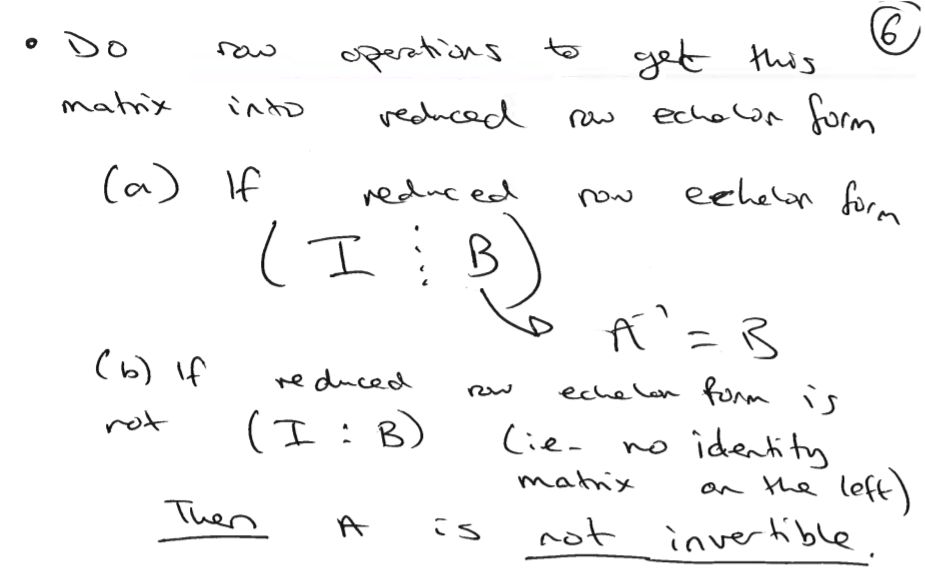 ⑥
• Do row operations to get this
matrix into reduced row echelon form
(a) If reduced row echelon form
( I ⋮ B )
A⁻¹ = B
(b) If reduced row echelon form is
not (I : B) (ie- no identity
matrix on the left)
Then A is not invertible.